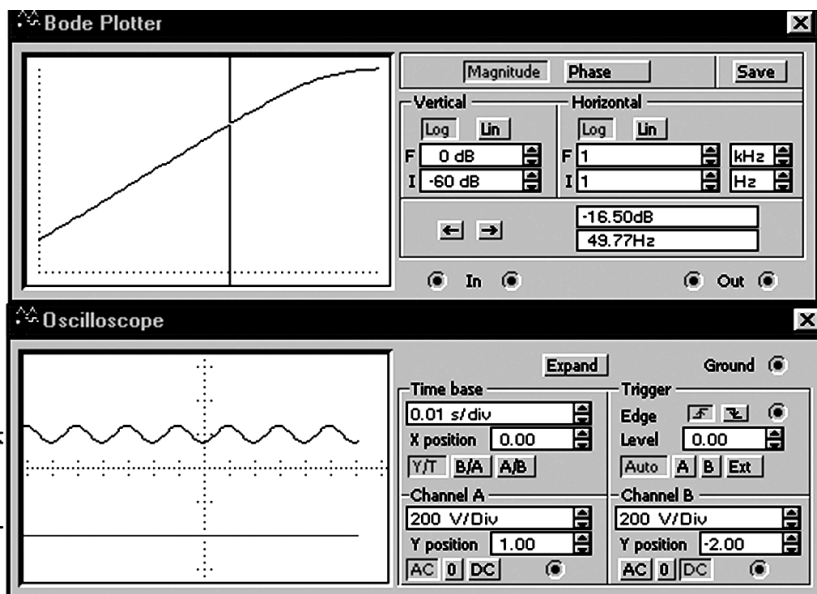 Bode Plotter
Magnitude Phase Save
Vertical Horizontal
Log Lin Log Lin
F 0 dB F 1 kHz
I -60 dB I 1 Hz
-16.50dB
49.77Hz
In Out
Oscilloscope
Expand Ground
Time base Trigger
0.01 s/div Edge
X position 0.00 Level 0.00
Y/T B/A A/B Auto A B Ext
Channel A Channel B
200 V/Div 200 V/Div
Y position 1.00 Y position -2.00
AC 0 DC AC 0 DC